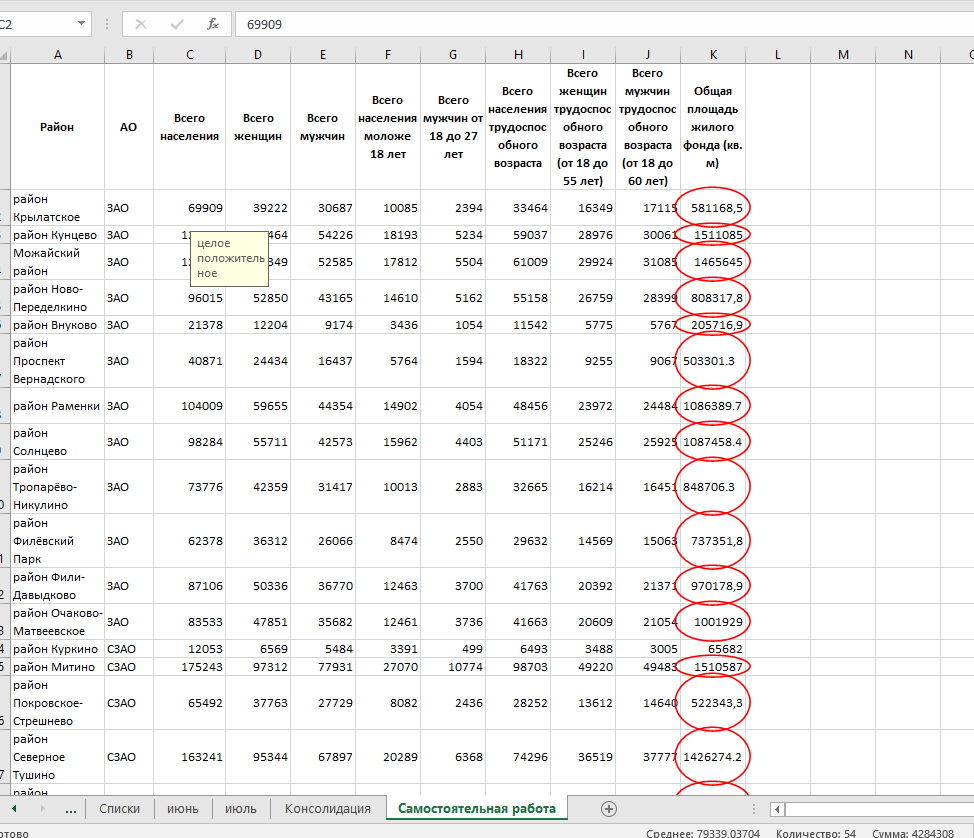 C2
fx
69909
A B C D E F G H I J K L M N
Район
АО
Всего
населения
Всего
женщин
Всего
мужчин
Всего
населения
моложе
18 лет
Всего
мужчин от
18 до 27
лет
Всего
населения
трудоспос
обного
возраста
Всего
женщин
трудоспос
обного
возраста
(от 18 до
55 лет)
Всего
мужчин
трудоспос
обного
возраста
(от 18 до
60 лет)
Общая
площадь
жилого
фонда (кв.
м)
район
Крылатское
ЗАО 69909 39222 30687 10085 2394 33464 16349 17115 581168,5
район Кунцево ЗАО 54226 18193 5234 59037 28976 30061 1511085
целое
положитель
ное
Можайский
район
ЗАО 52585 17812 5504 61009 29924 31085 1465645
район Ново-
Переделкино
ЗАО 96015 52850 43165 14610 5162 55158 26759 28399 808317,8
район Внуково ЗАО 21378 12204 9174 3436 1054 11542 5775 5767 205716,9
район
Проспект
Вернадского
ЗАО 40871 24434 16437 5764 1594 18322 9255 9067 503301.3
район Раменки ЗАО 104009 59655 44354 14902 4054 48456 23972 24484 1086389.7
район
Солнцево
ЗАО 98284 55711 42573 15962 4403 51171 25246 25925 1087458.4
район
Тропарёво-
Никулино
ЗАО 73776 42359 31417 10013 2883 32665 16214 16451 848706.3
район
Филёвский
Парк
ЗАО 62378 36312 26066 8474 2550 29632 14569 15063 737351,8
район Фили-
Давыдково
ЗАО 87106 50336 36770 12463 3700 41763 20392 21371 970178,9
район Очаково-
Матвеевское
ЗАО 83533 47851 35682 12461 3736 41663 20609 21054 1001929
район Куркино СЗАО 12053 6569 5484 3391 499 6493 3488 3005 65682
район Митино СЗАО 175243 97312 77931 27070 10774 98703 49220 49483 1510587
район
Покровское-
Стрешнево
СЗАО 65492 37763 27729 8082 2436 28252 13612 14640 522343,3
район
Северное
Тушино
СЗАО 163241 95344 67897 20289 6368 74296 36519 37777 1426274.2
район
... Списки июнь июль Консолидация Самостоятельная работа
Среднее: 79339,03704 Количество: 54 Сумма: 4284308